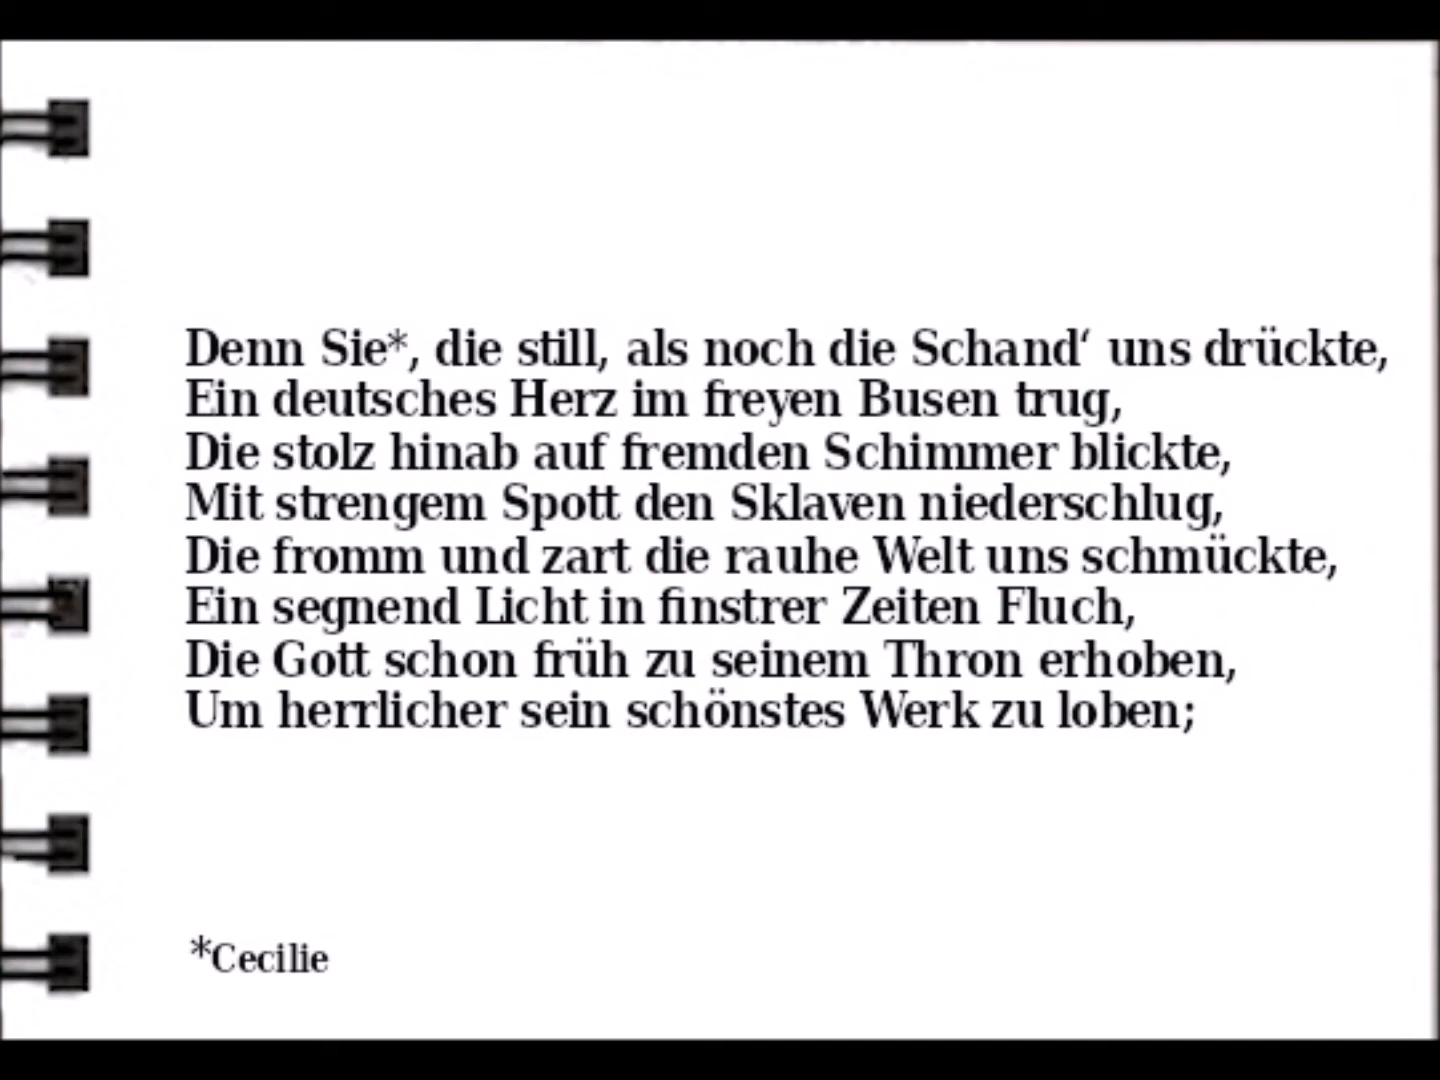 Denn Sie*, die still, als noch die Schand‘ uns drückte,
Ein deutsches Herz im freyen Busen trug,
Die stolz hinab auf fremden Schimmer blickte,
Mit strengem Spott den Sklaven niederschlug,
Die fromm und zart die rauhe Welt uns schmückte,
Ein segnend Licht in finstrer Zeiten Fluch,
Die Gott schon früh zu seinem Thron erhoben,
Um herrlicher sein schönstes Werk zu loben;
*Cecilie